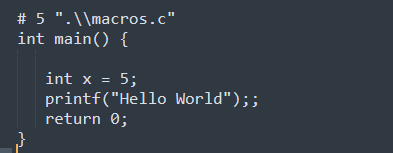 # 5 ".\\macros.c"
int main() {
int x = 5;
printf("Hello World");;
return 0;
}